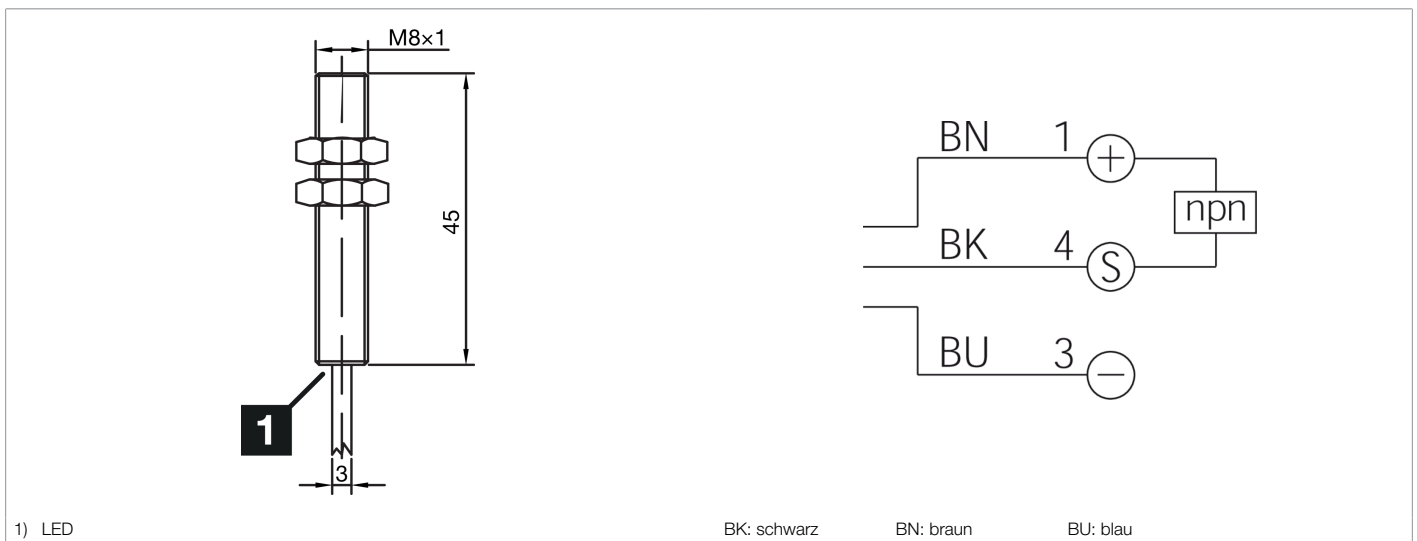 M8×1
45
3
1
BN 1 +
npn
BK 4 S
BU 3 −
1) LED
BK: schwarz BN: braun BU: blau